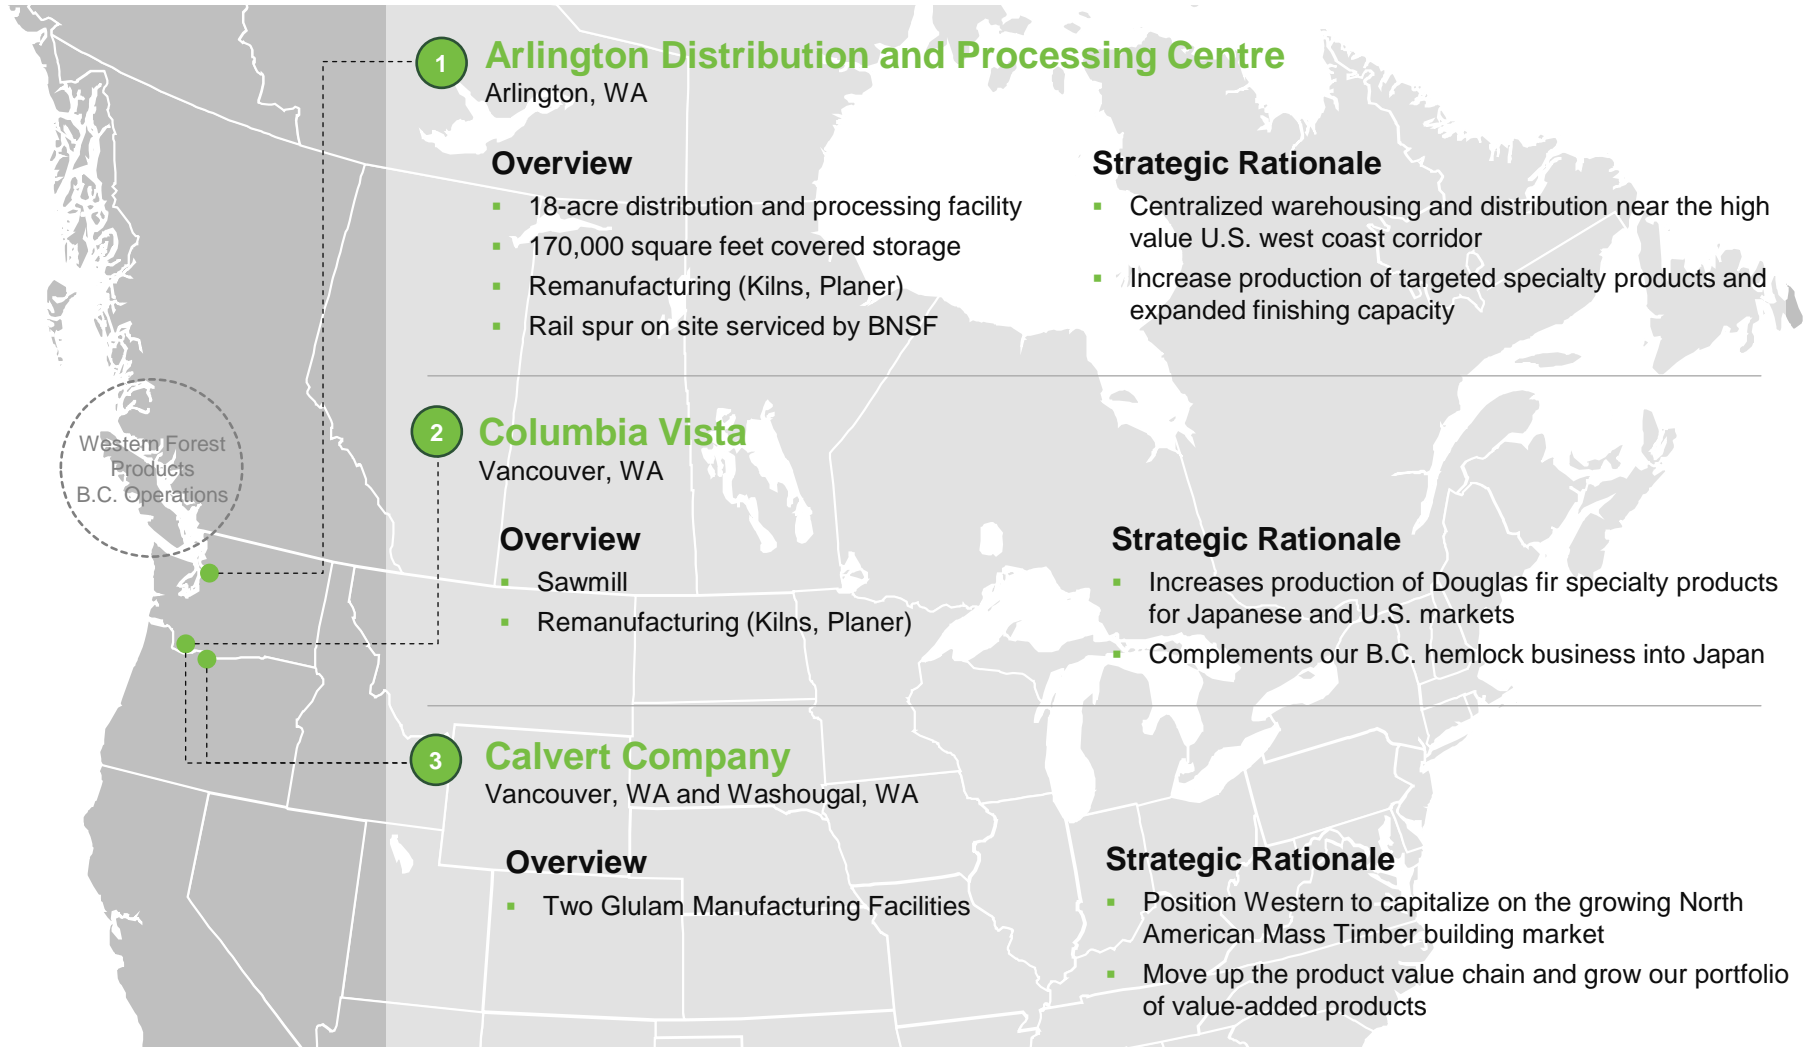 1
Arlington Distribution and Processing Centre
Arlington, WA
Overview
▪ 18-acre distribution and processing facility
▪ 170,000 square feet covered storage
▪ Remanufacturing (Kilns, Planer)
▪ Rail spur on site serviced by BNSF
Strategic Rationale
▪ Centralized warehousing and distribution near the high
value U.S. west coast corridor
▪ Increase production of targeted specialty products and
expanded finishing capacity
Western Forest
Products
B.C. Operations
2
Columbia Vista
Vancouver, WA
Overview
▪ Sawmill
▪ Remanufacturing (Kilns, Planer)
Strategic Rationale
▪ Increases production of Douglas fir specialty products
for Japanese and U.S. markets
▪ Complements our B.C. hemlock business into Japan
3
Calvert Company
Vancouver, WA and Washougal, WA
Overview
▪ Two Glulam Manufacturing Facilities
Strategic Rationale
▪ Position Western to capitalize on the growing North
American Mass Timber building market
▪ Move up the product value chain and grow our portfolio
of value-added products